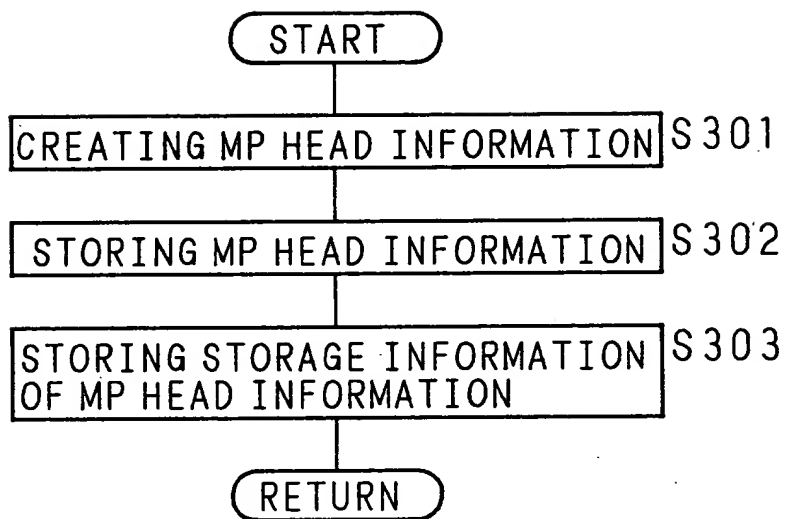 START
CREATING MP HEAD INFORMATION S301
STORING MP HEAD INFORMATION S302
STORING STORAGE INFORMATION S303
OF MP HEAD INFORMATION
RETURN